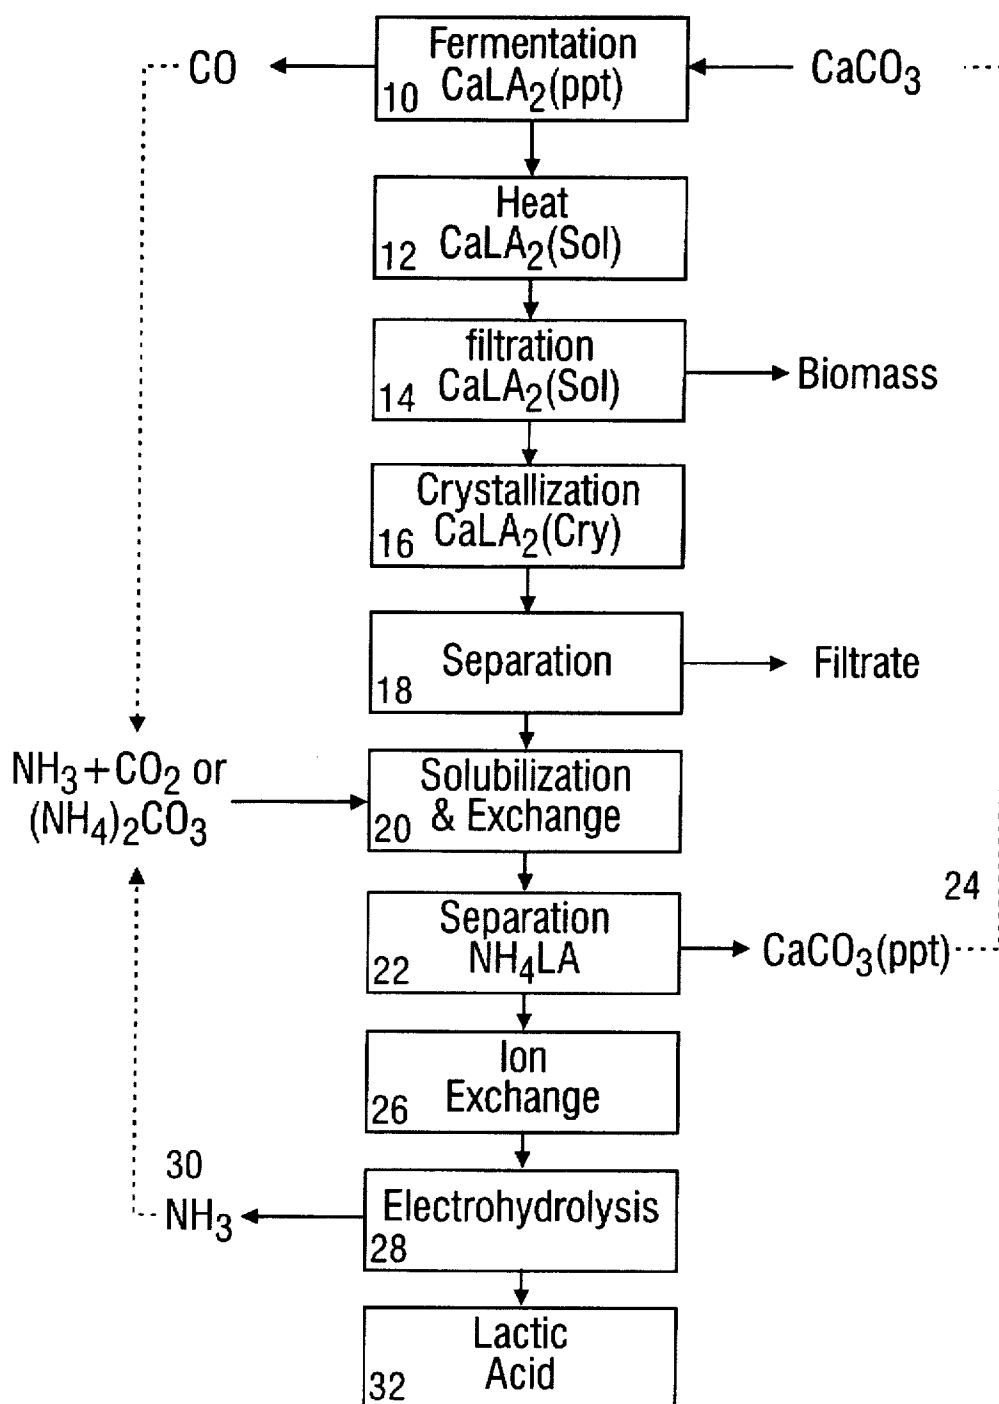 Fermentation
CO
CaCO3
CaLA2(ppt)
10
Heat
CaLA2(Sol)
12
filtration
CaLA2(Sol)
14
Biomass
Crystallization
CaLA2(Cry)
16
Separation
18
Filtrate
NH3+CO2 or
(NH4)2CO3
Solubilization
& Exchange
20
24
Separation
NH4LA
22
CaCO3(ppt)
Ion
Exchange
26
30
NH3
Electrohydrolysis
28
Lactic
Acid
32